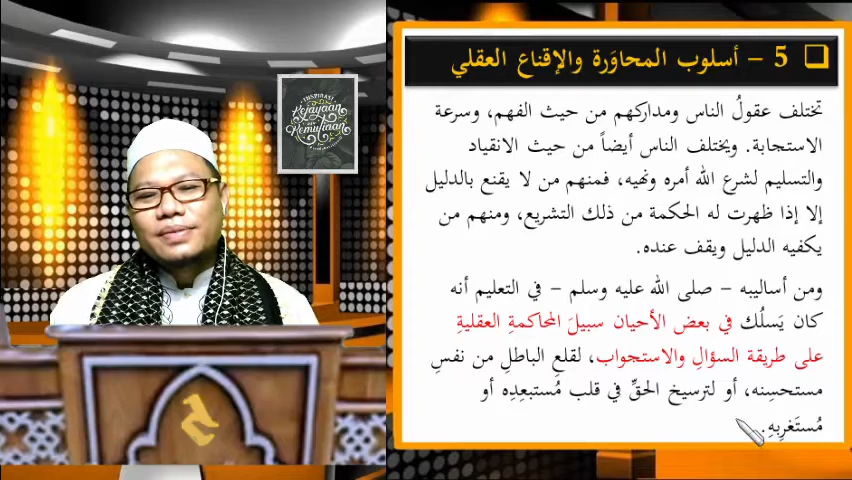 ❑ 5 – أسلوب المحاوَرة والإقناع العقلي
تختلف عقولُ الناس ومداركهم من حيث الفهم، وسرعة
الاستجابة. ويختلف الناس أيضاً من حيث الانقياد
والتسليم لشرع الله أمره ونهيه، فمنهم من لا يقنع بالدليل
إلا إذا ظهرت له الحكمة من ذلك التشريع، ومنهم من
يكفيه الدليل ويقف عنده.
ومن أساليبه – صلى الله عليه وسلم – في التعليم أنه
كان يَسلُك في بعض الأحيان سبيلَ المحاكمةِ العقليةِ
على طريقة السؤالِ والاستجواب، لقلعِ الباطلِ من نفسِ
مستحسِنه، أو لترسيخ الحقِّ في قلب مُستبعِدِه أو
مُستَغرِبِهِ.
INSPIRASI
Kejayaan
Kemuliaan